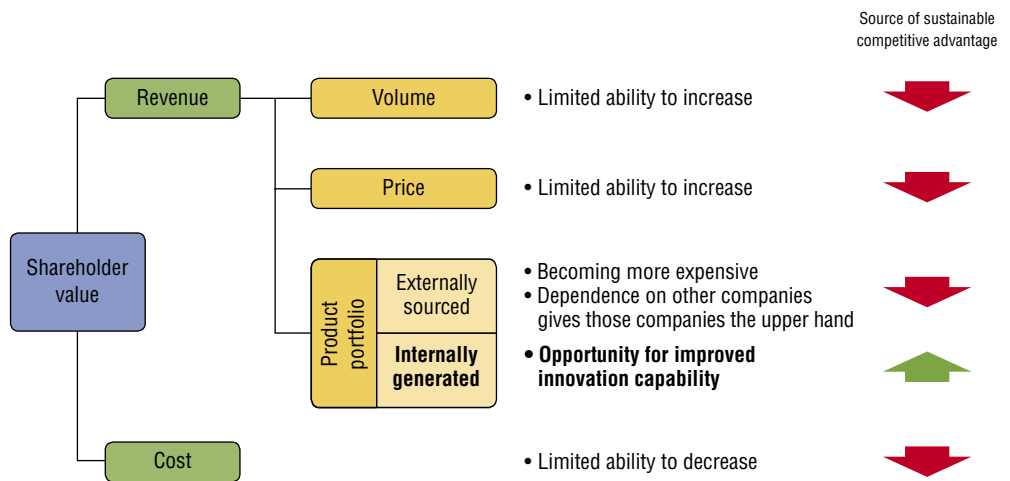 Source of sustainable
competitive advantage
Revenue
Volume
• Limited ability to increase
Price
• Limited ability to increase
Shareholder
value
Product
portfolio
Externally
sourced
• Becoming more expensive
• Dependence on other companies
gives those companies the upper hand
Internally
generated
• Opportunity for improved
innovation capability
Cost
• Limited ability to decrease